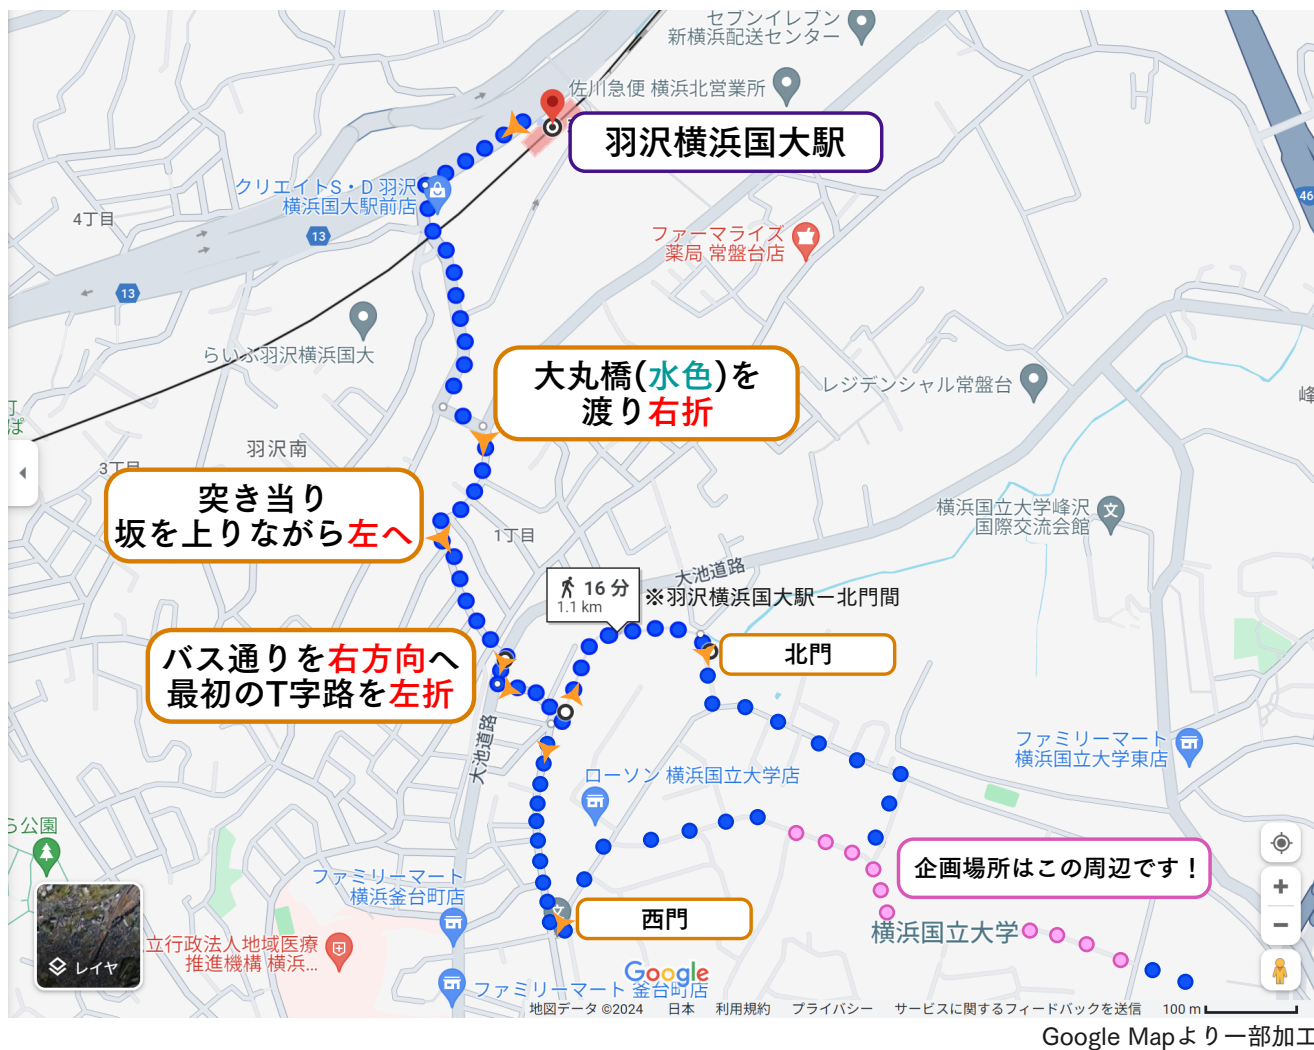 セブンイレブン
新横浜配送センター
佐川急便 横浜北営業所
羽沢横浜国大駅
クリエイトS・D 羽沢
横浜国大駅前店
4丁目
13
13
46
ファーマライズ
薬局 常盤台店
らいふ羽沢横浜国大
大丸橋(水色)を
渡り右折
レジデンシャル常盤台
峰
町
ぽ
羽沢南
3丁目
突き当り
坂を上りながら左へ
1丁目
横浜国立大学峰沢
国際交流会館
大池道路
16 分
1.1 km
※羽沢横浜国大駅ー北門間
北門
バス通りを右方向へ
最初のT字路を左折
大池道路
ファミリーマート
横浜国立大学東店
ローソン 横浜国立大学店
ら公園
企画場所はこの周辺です！
ファミリーマート
横浜釜台町店
西門
横浜国立大学
立行政法人地域医療
推進機構 横浜...
レイヤ
Google
ファミリーマート 釜台町店
地図データ ©2024 日本 利用規約 プライバシー サービスに関するフィードバックを送信 100 m
Google Mapより一部加工